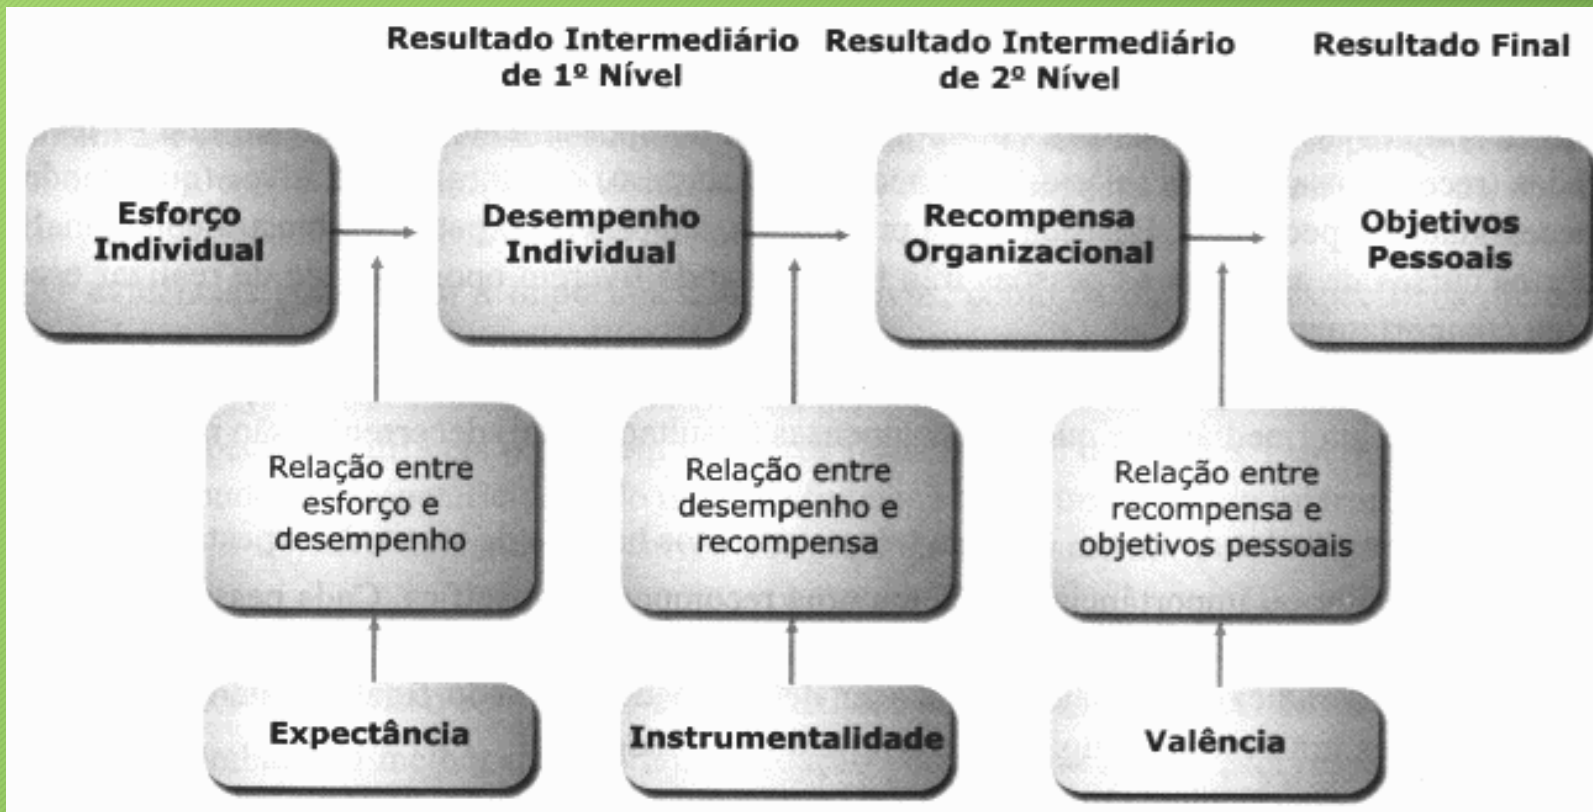 Resultado Intermediário
de 1º Nível
Resultado Intermediário
de 2º Nível
Resultado Final
Esforço
Individual
Desempenho
Individual
Recompensa
Organizacional
Objetivos
Pessoais
Relação entre
esforço e
desempenho
Relação entre
desempenho e
recompensa
Relação entre
recompensa e
objetivos pessoais
Expectância
Instrumentalidade
Valência